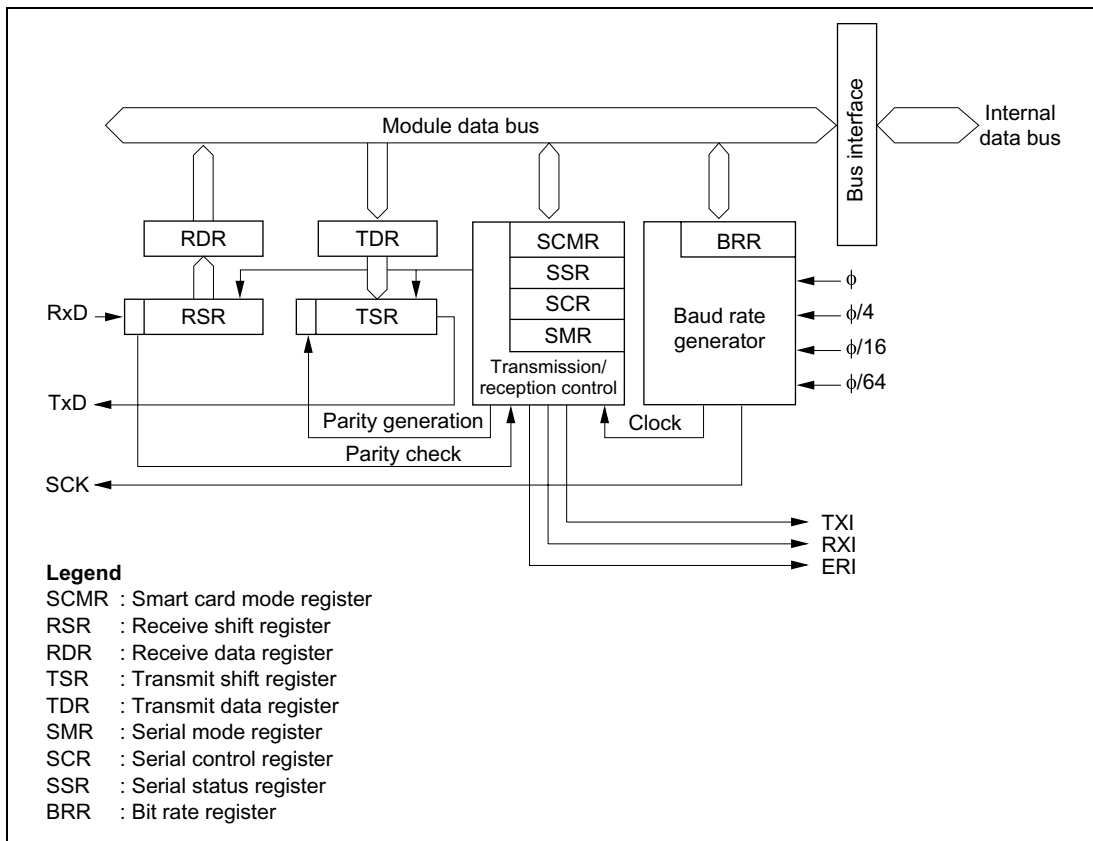 Bus interface
Module data bus
Internal
data bus
RDR
TDR
SCMR
SSR
SCR
SMR
Transmission/
reception control
BRR
Baud rate
generator
ϕ
ϕ/4
ϕ/16
ϕ/64
RxD
RSR
TSR
TxD
Parity generation
Clock
Parity check
SCK
TXI
RXI
ERI
Legend
SCMR : Smart card mode register
RSR : Receive shift register
RDR : Receive data register
TSR : Transmit shift register
TDR : Transmit data register
SMR : Serial mode register
SCR : Serial control register
SSR : Serial status register
BRR : Bit rate register